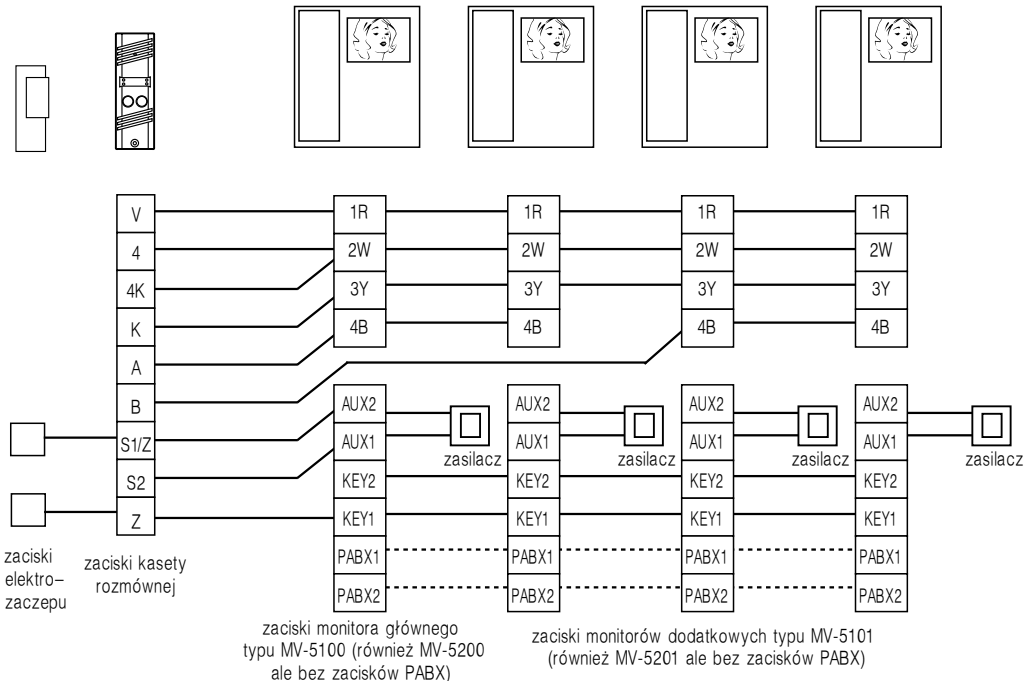 V
4
4K
K
A
B
S1/Z
S2
Z
1R
2W
3Y
4B
1R
2W
3Y
4B
1R
2W
3Y
4B
1R
2W
3Y
4B
AUX2
AUX1
KEY2
KEY1
PABX1
PABX2
AUX2
AUX1
KEY2
KEY1
PABX1
PABX2
AUX2
AUX1
KEY2
KEY1
PABX1
PABX2
AUX2
AUX1
KEY2
KEY1
PABX1
PABX2
zasilacz
zasilacz
zasilacz
zasilacz
zaciski
elektro–
zaczepu
zaciski kasety
rozmównej
zaciski monitora głównego
typu MV-5100 (również MV-5200
ale bez zacisków PABX)
zaciski monitorów dodatkowych typu MV-5101
(również MV-5201 ale bez zacisków PABX)